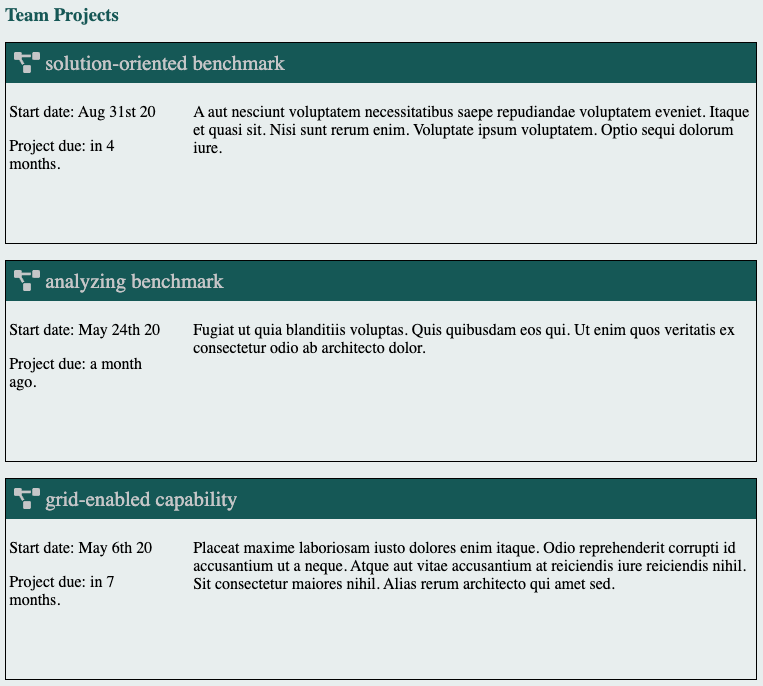 Team Projects
solution-oriented benchmark
Start date: Aug 31st 20
Project due: in 4
months.
A aut nesciunt voluptatem necessitatibus saepe repudiandae voluptatem eveniet. Itaque
et quasi sit. Nisi sunt rerum enim. Voluptate ipsum voluptatem. Optio sequi dolorum
iure.
analyzing benchmark
Start date: May 24th 20
Project due: a month
ago.
Fugiat ut quia blanditiis voluptas. Quis quibusdam eos qui. Ut enim quos veritatis ex
consectetur odio ab architecto dolor.
grid-enabled capability
Start date: May 6th 20
Project due: in 7
months.
Placeat maxime laboriosam iusto dolores enim itaque. Odio reprehenderit corrupti id
accusantium ut a neque. Atque aut vitae accusantium at reiciendis iure reiciendis nihil.
Sit consectetur maiores nihil. Alias rerum architecto qui amet sed.